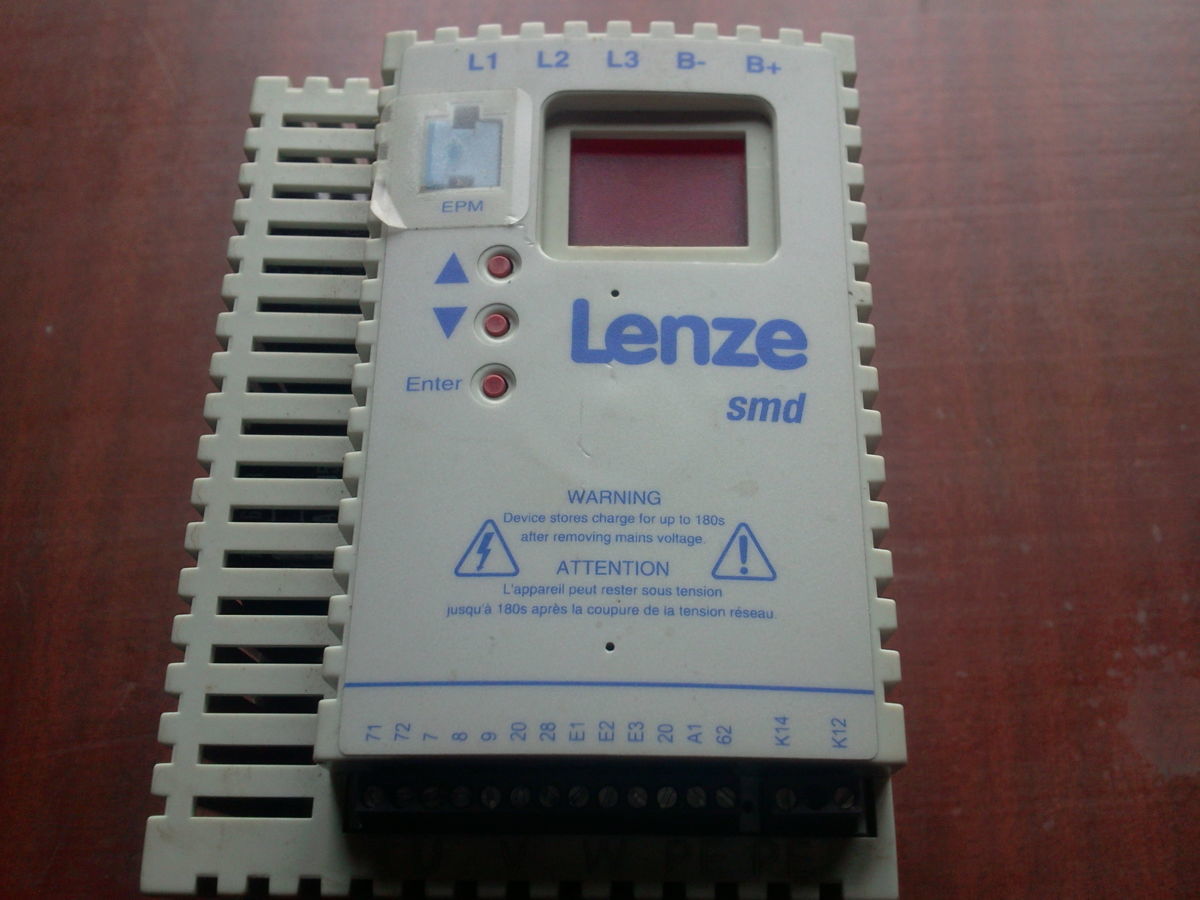 L1 L2 L3 B- B+
EPM
Enter
Lenze
smd
WARNING
Device stores charge for up to 180s
after removing mains voltage.
ATTENTION
L'appareil peut rester sous tension
jusqu'à 180s après la coupure de la tension réseau.
71 72 7 8 9 20 28 E1 E2 E3 20 A1 62 K14 K12
U V W PE PE